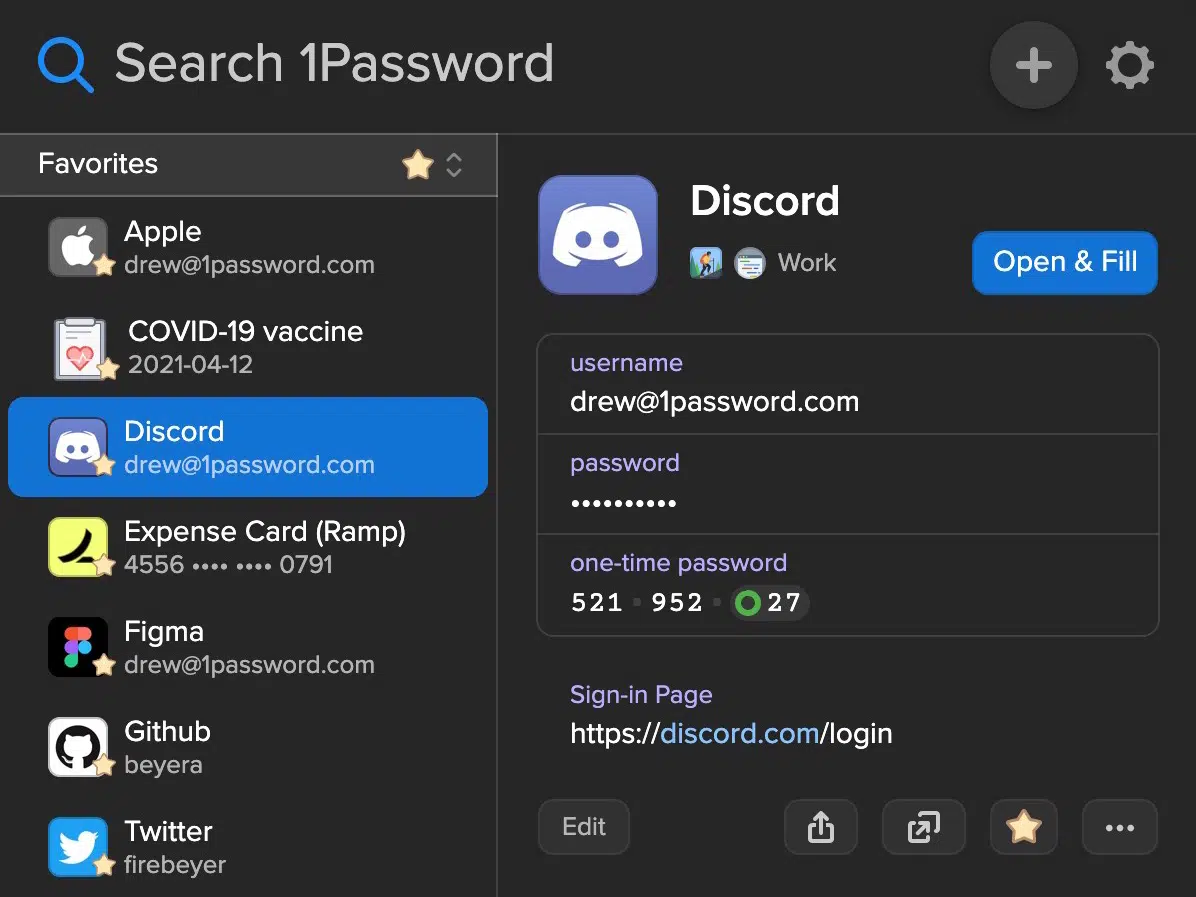 Search 1Password
Favorites
Apple
drew@1password.com
COVID-19 vaccine
2021-04-12
Discord
drew@1password.com
Expense Card (Ramp)
4556 •••• •••• 0791
Figma
drew@1password.com
Github
beyera
Twitter
firebeyer
Discord
Work
Open & Fill
username
drew@1password.com
password
••••••••••
one-time password
521 • 952 • 27
Sign-in Page
https://discord.com/login
Edit